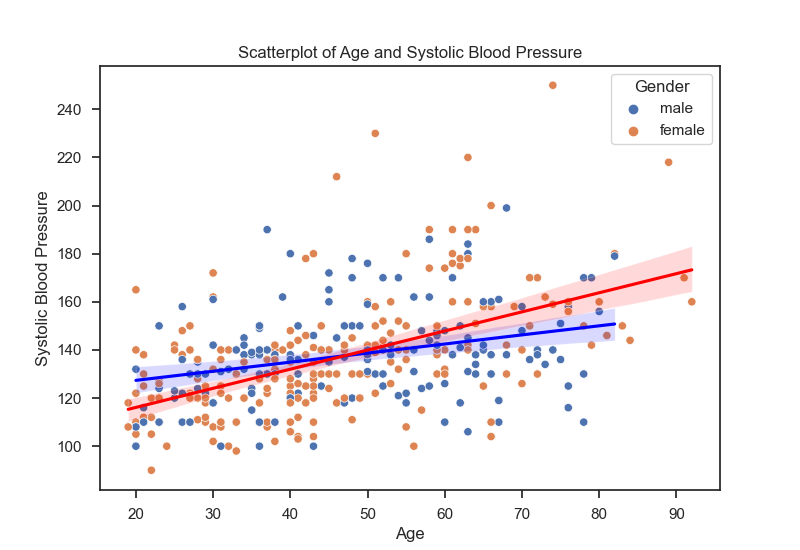 Scatterplot of Age and Systolic Blood Pressure
Gender
male
female
Systolic Blood Pressure
240
220
200
180
160
140
120
100
20 30 40 50 60 70 80 90
Age